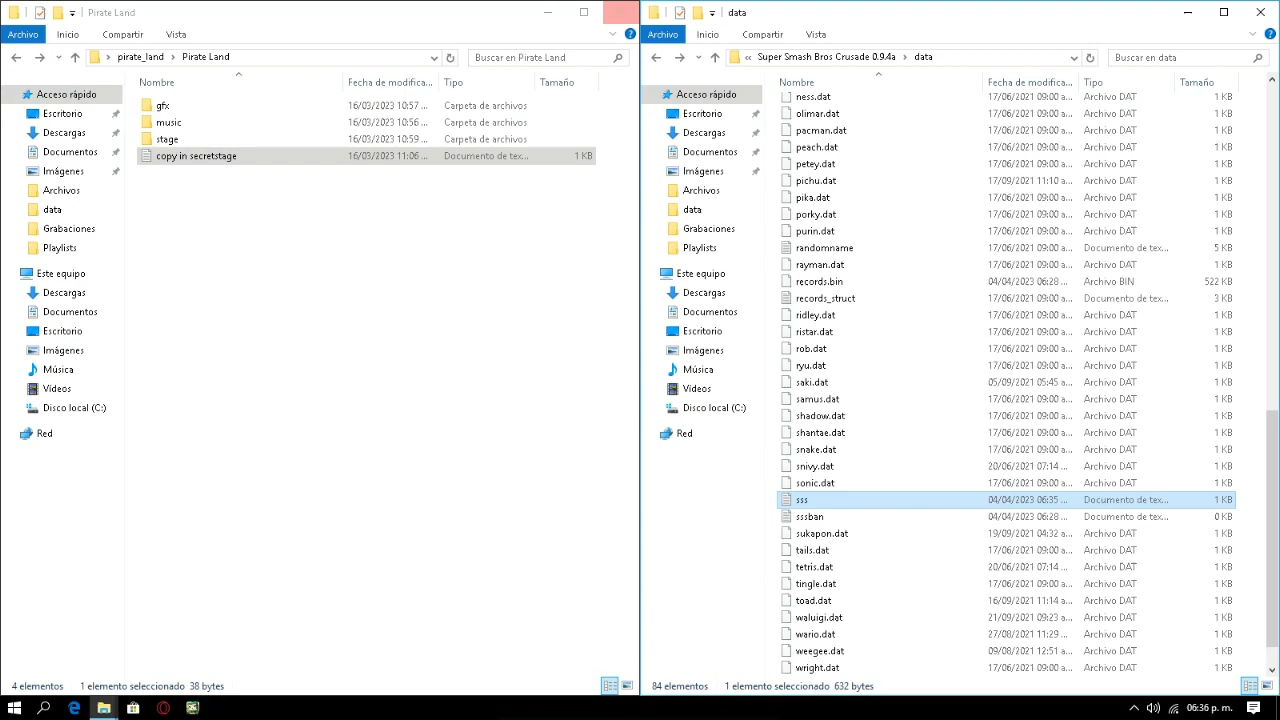 Pirate Land
Archivo Inicio Compartir Vista
pirate_land Pirate Land
Buscar en Pirate Land
Nombre Fecha de modifica... Tipo Tamaño
Acceso rápido
Escritorio
Descargas
Documentos
Imágenes
Archivos
data
Grabaciones
Playlists
Este equipo
Descargas
Documentos
Escritorio
Imágenes
Música
Vídeos
Disco local (C:)
Red
gfx 16/03/2023 10:57 ... Carpeta de archivos
music 16/03/2023 10:56 ... Carpeta de archivos
stage 16/03/2023 10:59 ... Carpeta de archivos
copy in secretstage 16/03/2023 11:06 ... Documento de tex... 1 KB
4 elementos 1 elemento seleccionado 38 bytes
data
Archivo Inicio Compartir Vista
« Super Smash Bros Crusade 0.9.4a data
Buscar en data
Nombre Fecha de modifica... Tipo Tamaño
Acceso rápido
Escritorio
Descargas
Documentos
Imágenes
Archivos
data
Grabaciones
Playlists
Este equipo
Descargas
Documentos
Escritorio
Imágenes
Música
Vídeos
Disco local (C:)
Red
ness.dat 17/06/2021 09:00 a... Archivo DAT 1 KB
olimar.dat 17/06/2021 09:00 a... Archivo DAT 1 KB
pacman.dat 17/06/2021 09:00 a... Archivo DAT 1 KB
peach.dat 17/06/2021 09:00 a... Archivo DAT 1 KB
petey.dat 17/06/2021 09:00 a... Archivo DAT 1 KB
pichu.dat 17/09/2021 11:10 a... Archivo DAT 1 KB
pika.dat 17/06/2021 09:00 a... Archivo DAT 1 KB
porky.dat 17/06/2021 09:00 a... Archivo DAT 1 KB
purin.dat 17/06/2021 09:00 a... Archivo DAT 1 KB
randomname 17/06/2021 09:00 a... Documento de tex... 5 KB
rayman.dat 17/06/2021 09:00 a... Archivo DAT 1 KB
records.bin 04/04/2023 06:28 ... Archivo BIN 522 KB
records_struct 17/06/2021 09:00 a... Documento de tex... 3 KB
ridley.dat 17/06/2021 09:00 a... Archivo DAT 1 KB
ristar.dat 17/06/2021 09:00 a... Archivo DAT 1 KB
rob.dat 17/06/2021 09:00 a... Archivo DAT 1 KB
ryu.dat 17/06/2021 09:00 a... Archivo DAT 1 KB
saki.dat 05/09/2021 05:45 a... Archivo DAT 1 KB
samus.dat 17/06/2021 09:00 a... Archivo DAT 1 KB
shadow.dat 17/06/2021 09:00 a... Archivo DAT 1 KB
shantae.dat 17/06/2021 09:00 a... Archivo DAT 1 KB
snake.dat 17/06/2021 09:00 a... Archivo DAT 1 KB
snivy.dat 20/06/2021 07:14 ... Archivo DAT 1 KB
sonic.dat 17/06/2021 09:00 a... Archivo DAT 1 KB
sss 04/04/2023 06:35 ... Documento de tex... 1 KB
sssban 04/04/2023 06:28 ... Documento de tex... 0 KB
sukapon.dat 19/09/2021 04:32 a... Archivo DAT 1 KB
tails.dat 17/06/2021 09:00 a... Archivo DAT 1 KB
tetris.dat 20/06/2021 07:14 ... Archivo DAT 1 KB
tingle.dat 17/06/2021 09:00 a... Archivo DAT 1 KB
toad.dat 16/09/2021 11:14 a... Archivo DAT 1 KB
waluigi.dat 21/09/2021 09:23 a... Archivo DAT 1 KB
wario.dat 27/08/2021 11:29 ... Archivo DAT 1 KB
weegee.dat 09/08/2021 12:51 a... Archivo DAT 1 KB
wright.dat 17/06/2021 09:00 a... Archivo DAT 1 KB
84 elementos 1 elemento seleccionado 632 bytes
06:36 p. m.